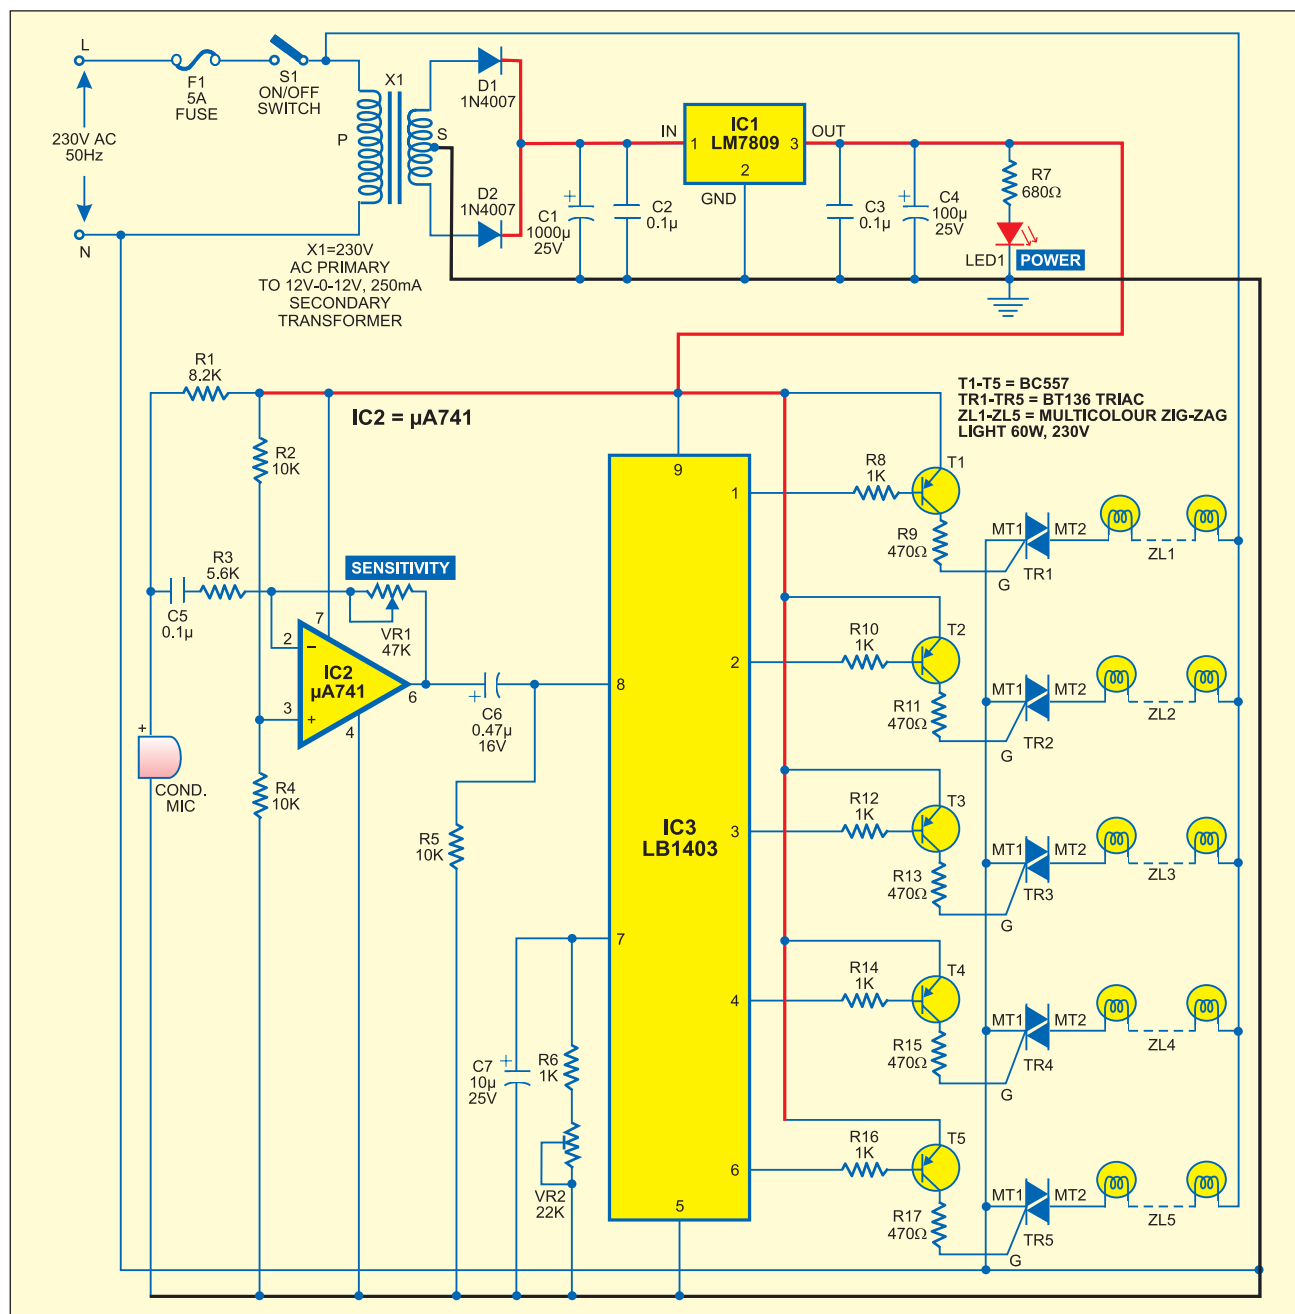 L
F1
5A
FUSE
S1
ON/OFF
SWITCH
230V AC
50Hz
N
X1
P
S
D1
1N4007
D2
1N4007
X1=230V
AC PRIMARY
TO 12V-0-12V, 250mA
SECONDARY
TRANSFORMER
+
C1
1000µ
25V
C2
0.1µ
IN
1
IC1
LM7809
3
OUT
2
GND
C3
0.1µ
+
C4
100µ
25V
R7
680Ω
LED1
POWER
R1
8.2K
IC2 = µA741
R2
10K
T1-T5 = BC557
TR1-TR5 = BT136 TRIAC
ZL1-ZL5 = MULTICOLOUR ZIG-ZAG
LIGHT 60W, 230V
R3
5.6K
C5
0.1µ
SENSITIVITY
VR1
47K
7
2
−
IC2
µA741
3
+
4
6
+
C6
0.47µ
16V
+
COND.
MIC
R4
10K
R5
10K
9
8
IC3
LB1403
7
5
1
2
3
4
6
+
C7
10µ
25V
R6
1K
VR2
22K
R8
1K
T1
R9
470Ω
MT1
MT2
G
TR1
ZL1
R10
1K
T2
R11
470Ω
MT1
MT2
G
TR2
ZL2
R12
1K
T3
R13
470Ω
MT1
MT2
G
TR3
ZL3
R14
1K
T4
R15
470Ω
MT1
MT2
G
TR4
ZL4
R16
1K
T5
R17
470Ω
MT1
MT2
G
TR5
ZL5